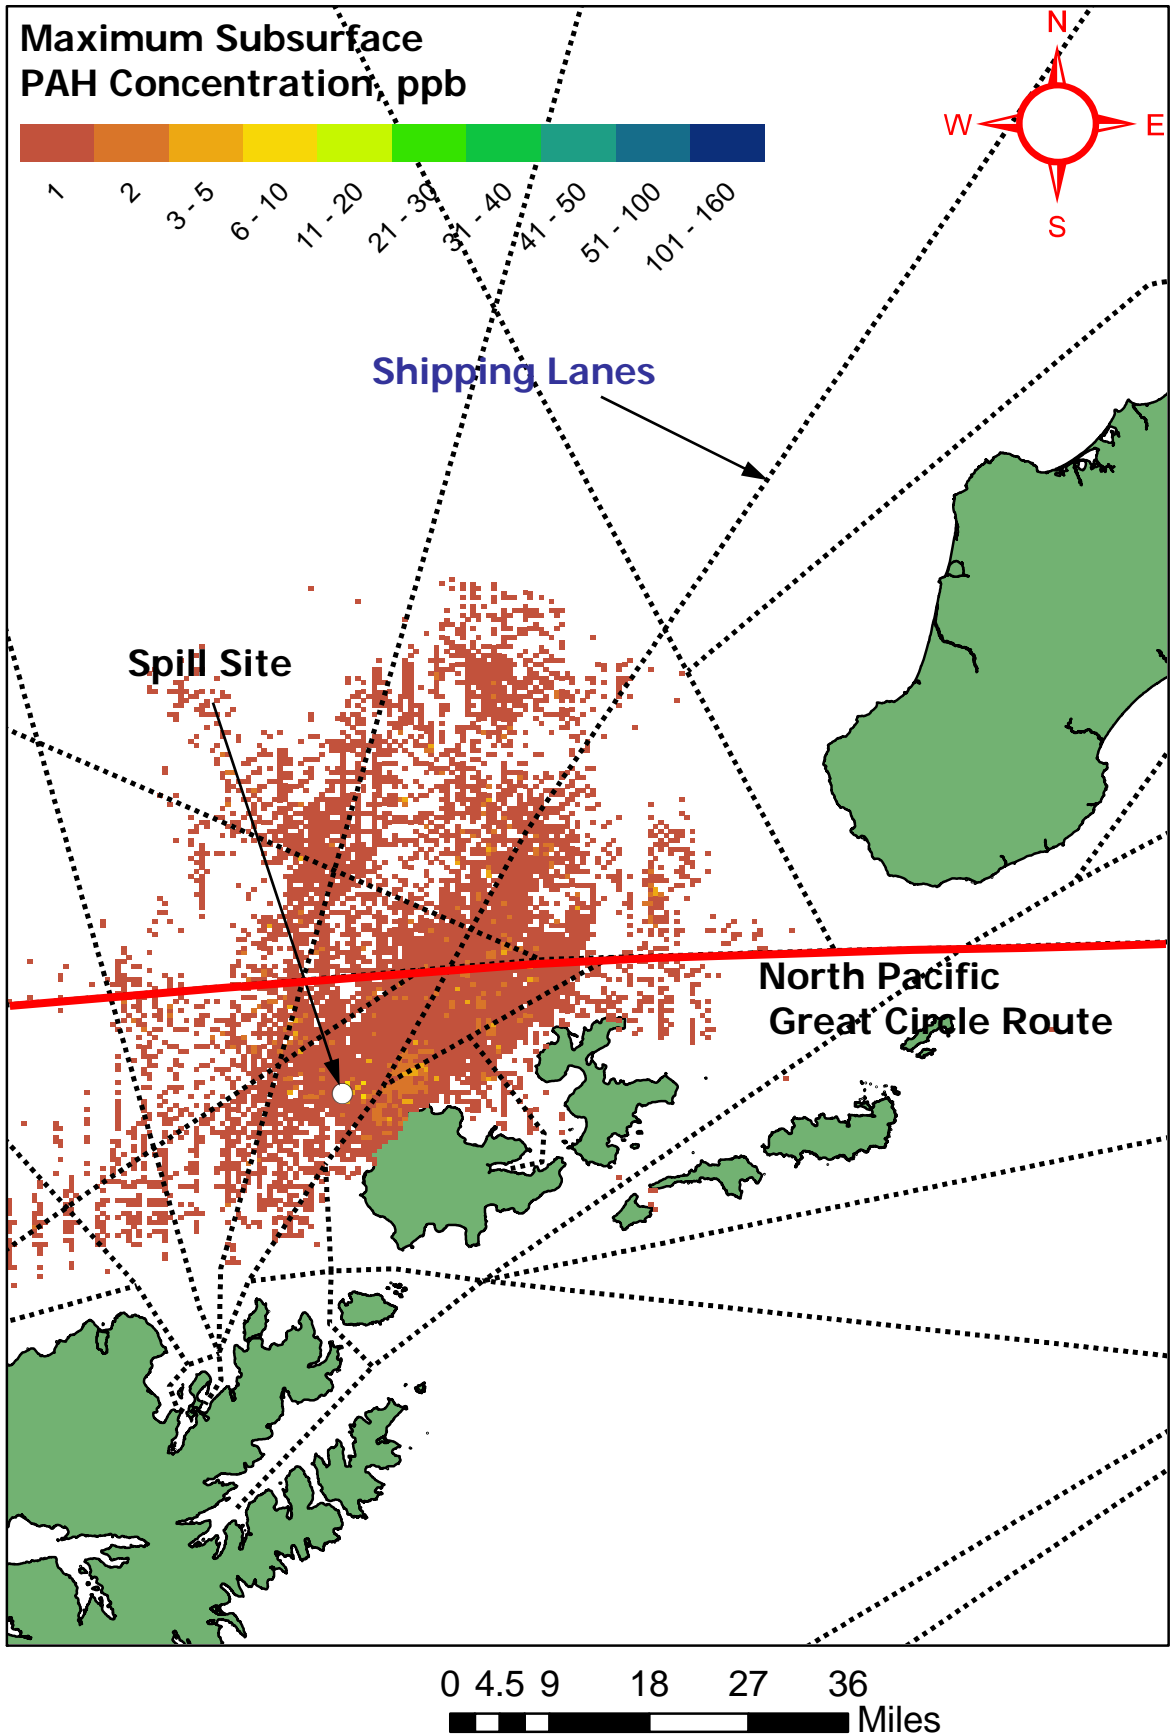 Maximum Subsurface
PAH Concentration, ppb
N
W
E
S
1
2
3 - 5
6 - 10
11 - 20
21 - 30
31 - 40
41 - 50
51 - 100
101 - 160
Shipping Lanes
Spill Site
North Pacific
Great Circle Route
0 4.5 9 18 27 36
Miles